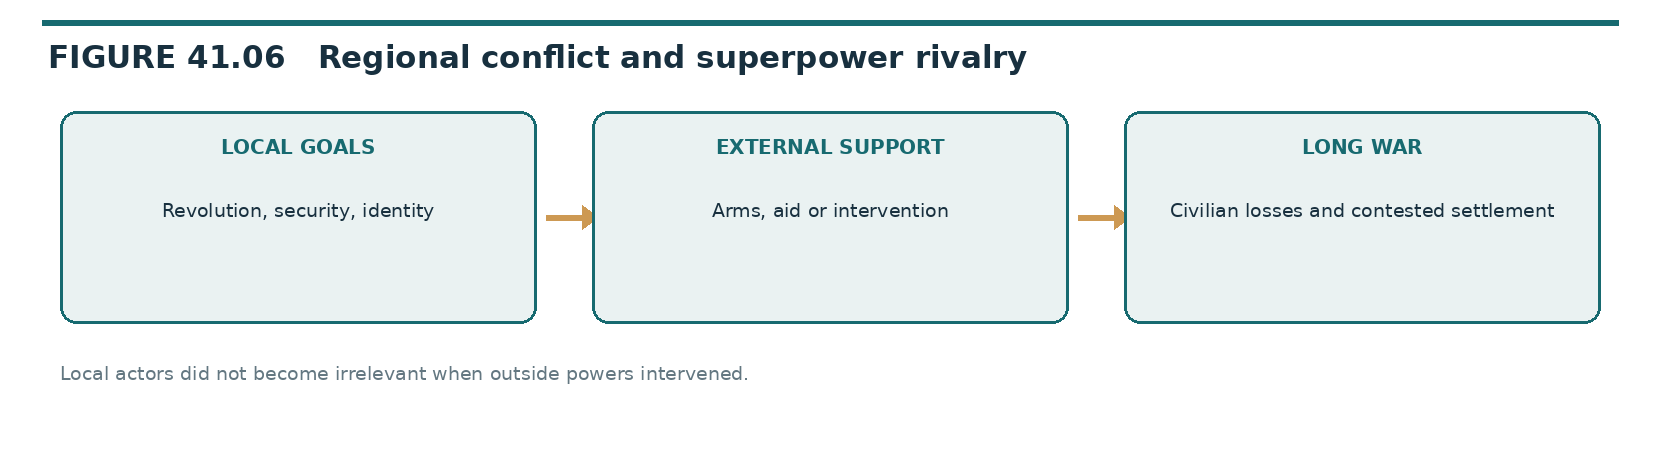 FIGURE 41.06 Regional conflict and superpower rivalry
LOCAL GOALS
Revolution, security, identity
EXTERNAL SUPPORT
Arms, aid or intervention
LONG WAR
Civilian losses and contested settlement
Local actors did not become irrelevant when outside powers intervened.